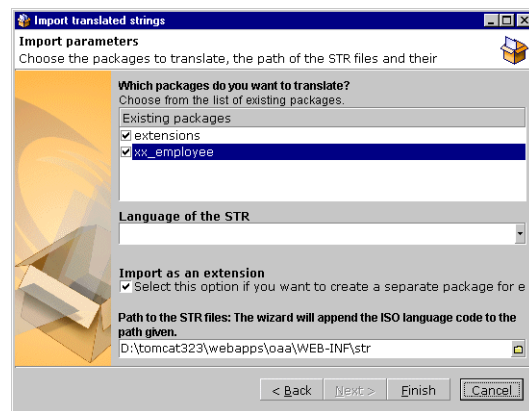 Import translated strings
Import parameters
Choose the packages to translate, the path of the STR files and their
Which packages do you want to translate?
Choose from the list of existing packages.
Existing packages
extensions
xx_employee
Language of the STR
Import as an extension
Select this option if you want to create a separate package for e
Path to the STR files: The wizard will append the ISO language code to the
path given.
D:\tomcat323\webapps\oaa\WEB-INF\str
< Back Next > Finish Cancel